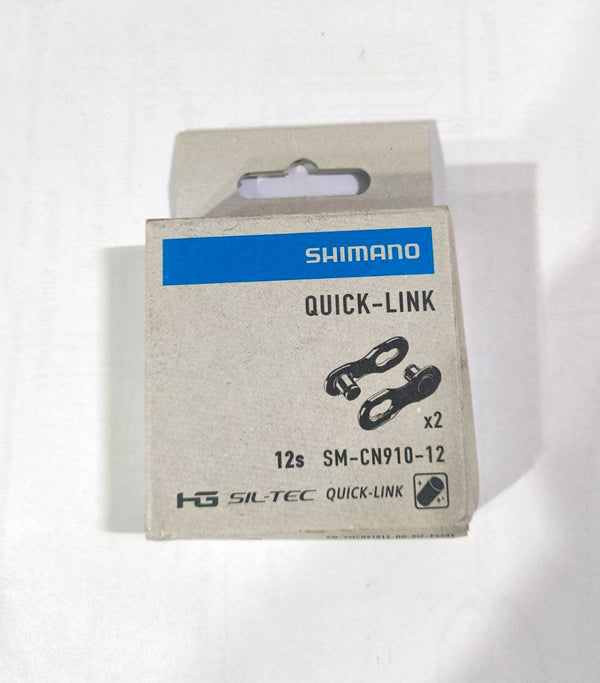 SHIMANO
QUICK-LINK
x2
12s SM-CN910-12
HG SIL-TEC QUICK-LINK